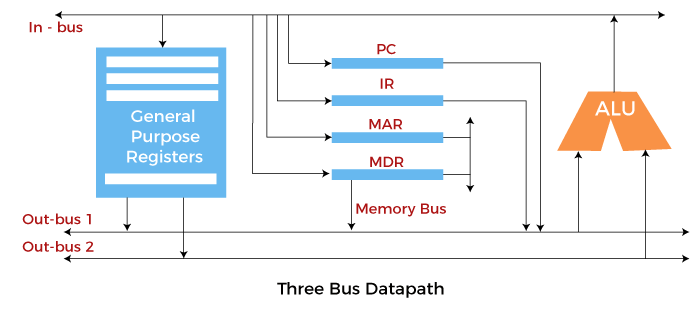 In - bus
PC
IR
ALU
General
Purpose
Registers
MAR
MDR
Memory Bus
Out-bus 1
Out-bus 2
Three Bus Datapath